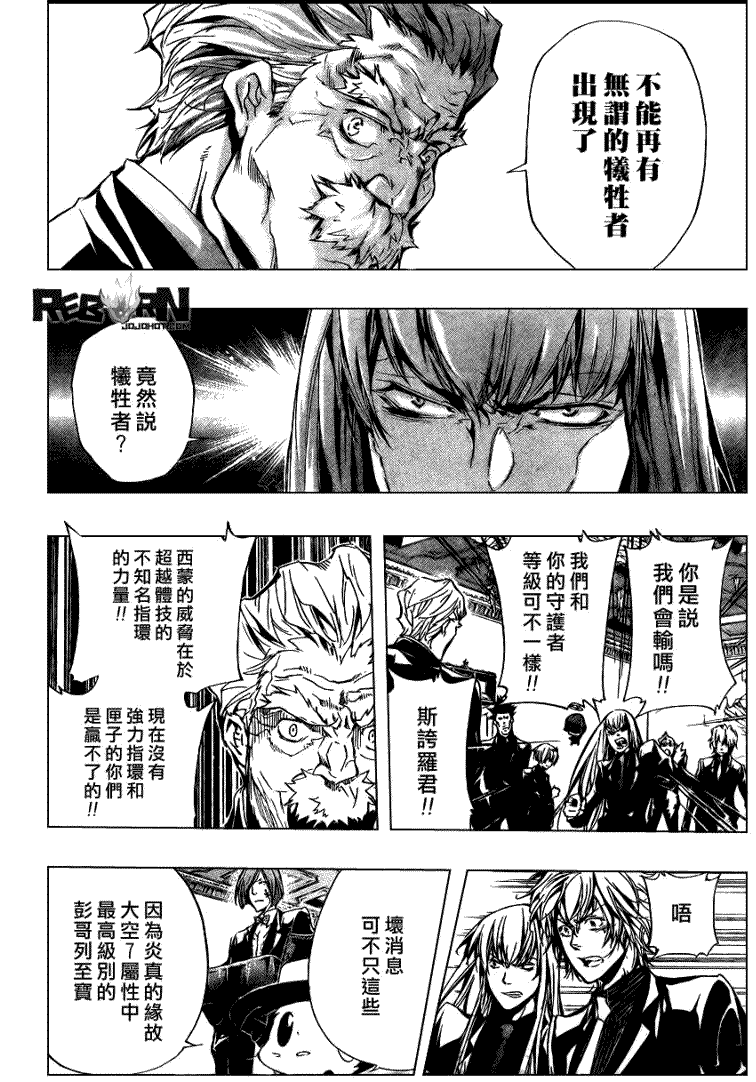 不能再有
無謂的犧牲者
出現了
REBORN
JOJOHOT.COM
竟然說
犧牲者？
你是說
我們會輸嗎!!
我們和
你的守護者
等級可不一樣!!
斯誇羅君!!
西蒙的威脅在於
超越體技的
不知名指環
的力量!!
現在沒有
強力指環和
匣子的你們
是贏不了的!!
唔
壞消息
可不只這些
因為炎真的緣故
大空7屬性中
最高級別的
彭哥列至寶